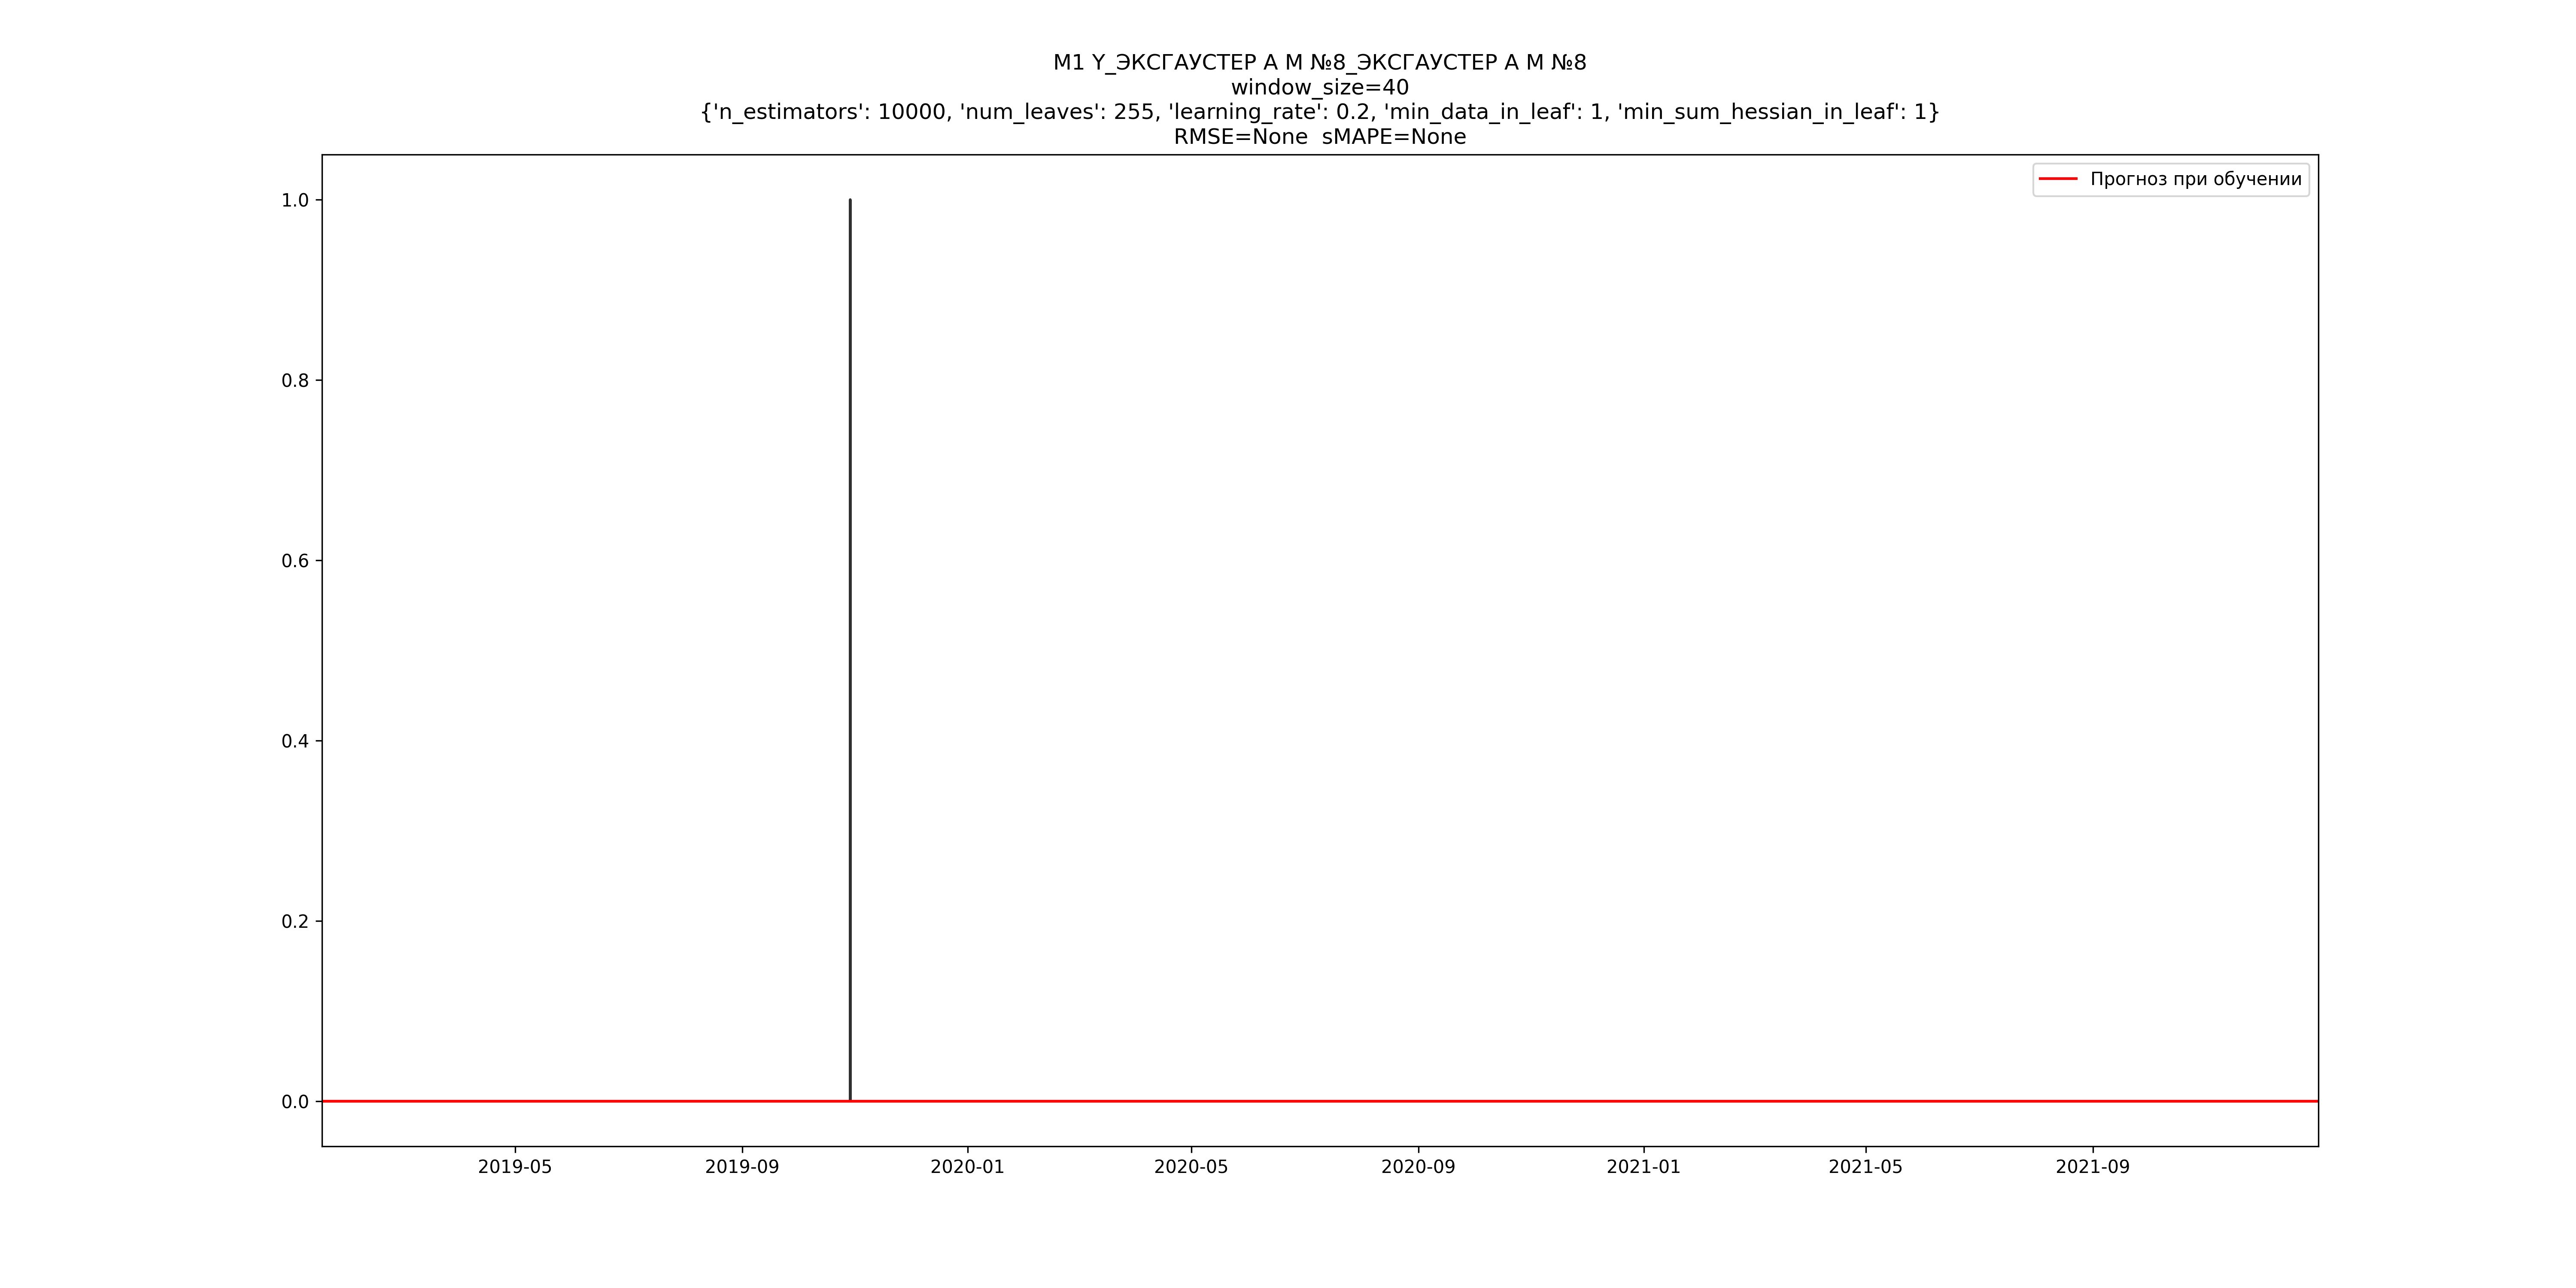 M1 Y_ЭКСГАУСТЕР А М №8_ЭКСГАУСТЕР А М №8
window_size=40
{'n_estimators': 10000, 'num_leaves': 255, 'learning_rate': 0.2, 'min_data_in_leaf': 1, 'min_sum_hessian_in_leaf': 1}
RMSE=None  sMAPE=None
Прогноз при обучении
1.0
0.8
0.6
0.4
0.2
0.0
2019-05 2019-09 2020-01 2020-05 2020-09 2021-01 2021-05 2021-09